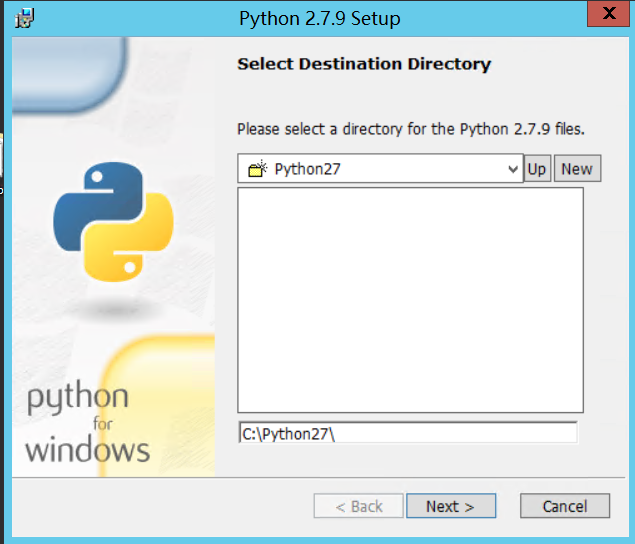 Python 2.7.9 Setup
X
Select Destination Directory
Please select a directory for the Python 2.7.9 files.
Python27
Up
New
C:\Python27\
python
for
windows
< Back
Next >
Cancel